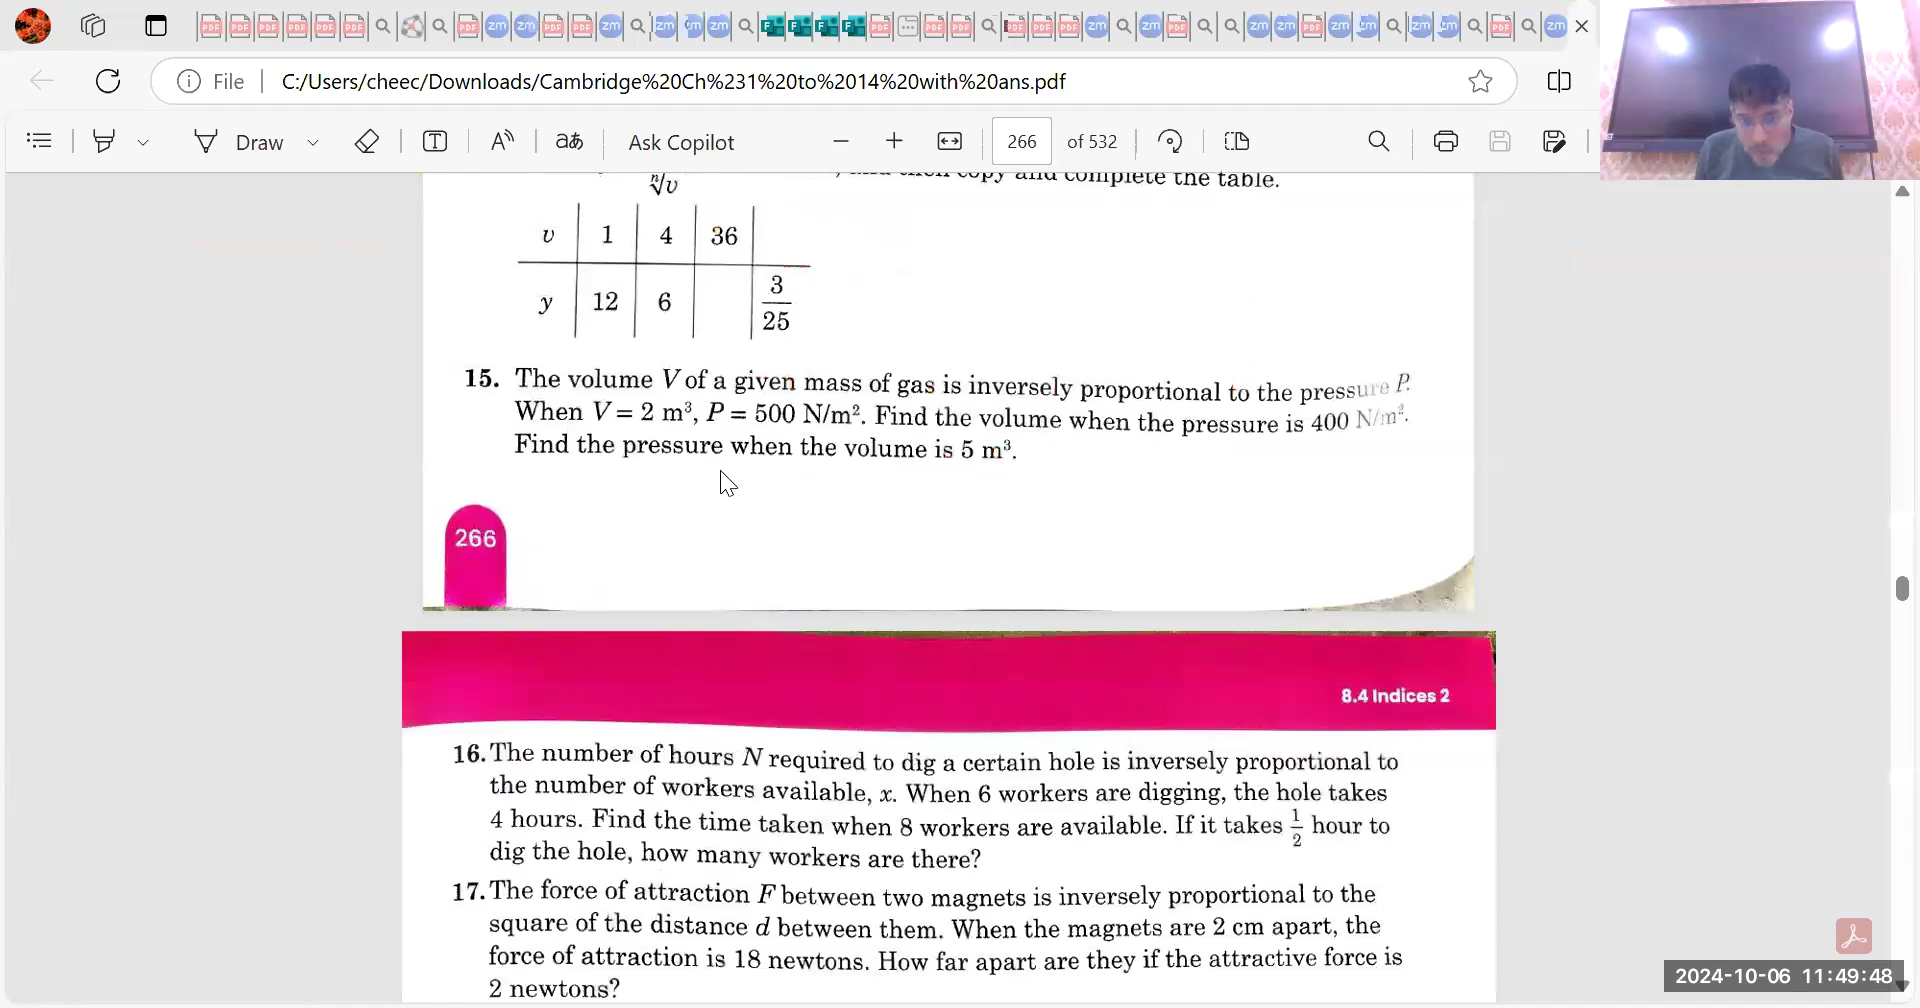 File C:/Users/cheec/Downloads/Cambridge%20Ch%231%20to%2014%20with%20ans.pdf
Draw Ask Copilot 266 of 532
copy and complete the table.
ⁿ√v
v 1 4 36
y 12 6 3/25
15. The volume V of a given mass of gas is inversely proportional to the pressure P.
When V = 2 m³, P = 500 N/m². Find the volume when the pressure is 400 N/m².
Find the pressure when the volume is 5 m³.
266
8.4 Indices 2
16. The number of hours N required to dig a certain hole is inversely proportional to
the number of workers available, x. When 6 workers are digging, the hole takes
4 hours. Find the time taken when 8 workers are available. If it takes 1/2 hour to
dig the hole, how many workers are there?
17. The force of attraction F between two magnets is inversely proportional to the
square of the distance d between them. When the magnets are 2 cm apart, the
force of attraction is 18 newtons. How far apart are they if the attractive force is
2 newtons?
2024-10-06 11:49:48